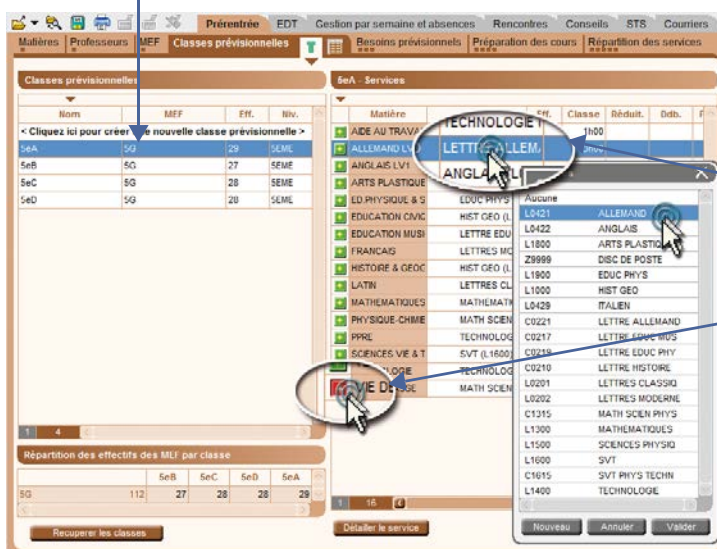 Prérentrée EDT Gestion par semaine et absences Rencontres Conseils STS Courriers
Matières Professeurs MEF Classes prévisionnelles T Besoins prévisionnels Préparation des cours Répartition des services
Classes prévisionnelles
Nom MEF Eff. Niv.
< Cliquez ici pour créer une nouvelle classe prévisionnelle >
5eA 5G 29 5EME
5eB 5G 27 5EME
5eC 5G 28 5EME
5eD 5G 28 5EME
1 4
Répartition des effectifs des MEF par classe
5eB 5eC 5eD 5eA
5G 112 27 28 28 29
Recuperer les classes
5eA - Services
Matière Eff. Classe Réduit. Ddb.
AIDE AU TRAVA TECHNOLOGIE 1h00
ALLEMAND LV LETTRE ALLEM. 3h00
ANGLAIS LV1 ANGLA
ARTS PLASTIQUE
ED.PHYSIQUE & S EDUC PHYS
EDUCATION CIVIC HIST GEO (L
EDUCATION MUSI LETTRE EDU
FRANCAIS LETTRES MO
HISTOIRE & GEOG HIST GEO (L
LATIN LETTRES CL
MATHEMATIQUES MATHEMATI
PHYSIQUE-CHIMIE MATH SCIEN
PPRE TECHNOLOG
SCIENCES VIE & T SVT (L1600)
TECHNOLOG
VIE DE MATH SCIEN
1 16
Détailler le service
Aucune
L0421 ALLEMAND
L0422 ANGLAIS
L1800 ARTS PLASTIQ
Z9999 DISC DE POSTE
L1900 EDUC PHYS
L1000 HIST GEO
L0429 ITALIEN
C0221 LETTRE ALLEMAND
C0217 LETTRE EDUC MUS
C0219 LETTRE EDUC PHY
C0210 LETTRE HISTOIRE
L0201 LETTRES CLASSIQ
L0202 LETTRES MODERNE
C1315 MATH SCIEN PHYS
L1300 MATHEMATIQUES
L1500 SCIENCES PHYSIQ
L1600 SVT
C1615 SVT PHYS TECHN
L1400 TECHNOLOGIE
Nouveau Annuler Valider